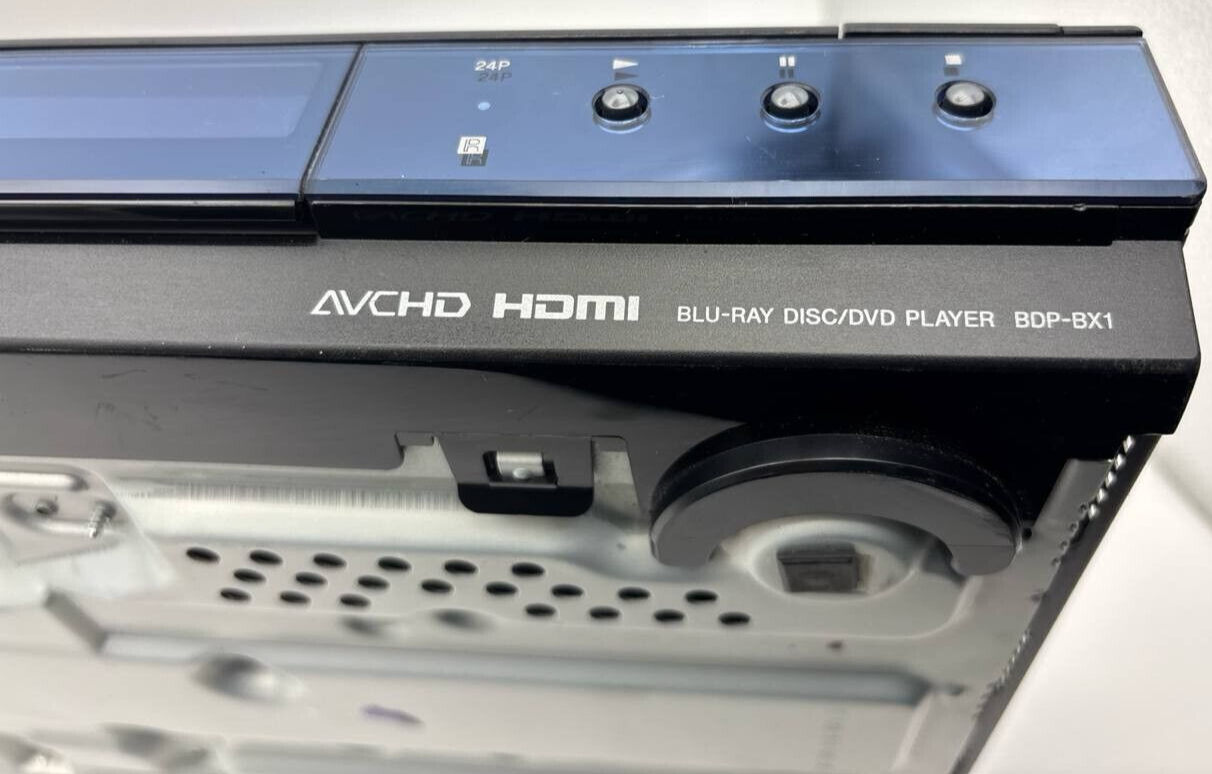 24P
AVCHD HDMI BLU-RAY DISC/DVD PLAYER BDP-BX1